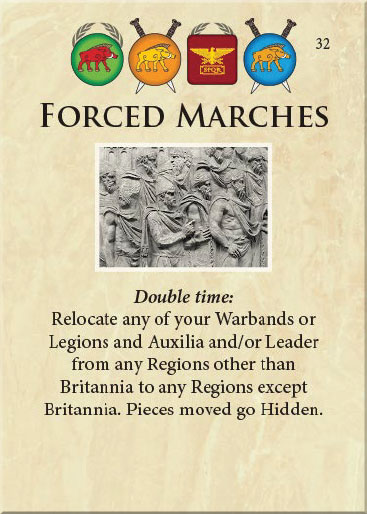 32
SPQR
FORCED MARCHES
Double time:
Relocate any of your Warbands or
Legions and Auxilia and/or Leader
from any Regions other than
Britannia to any Regions except
Britannia. Pieces moved go Hidden.